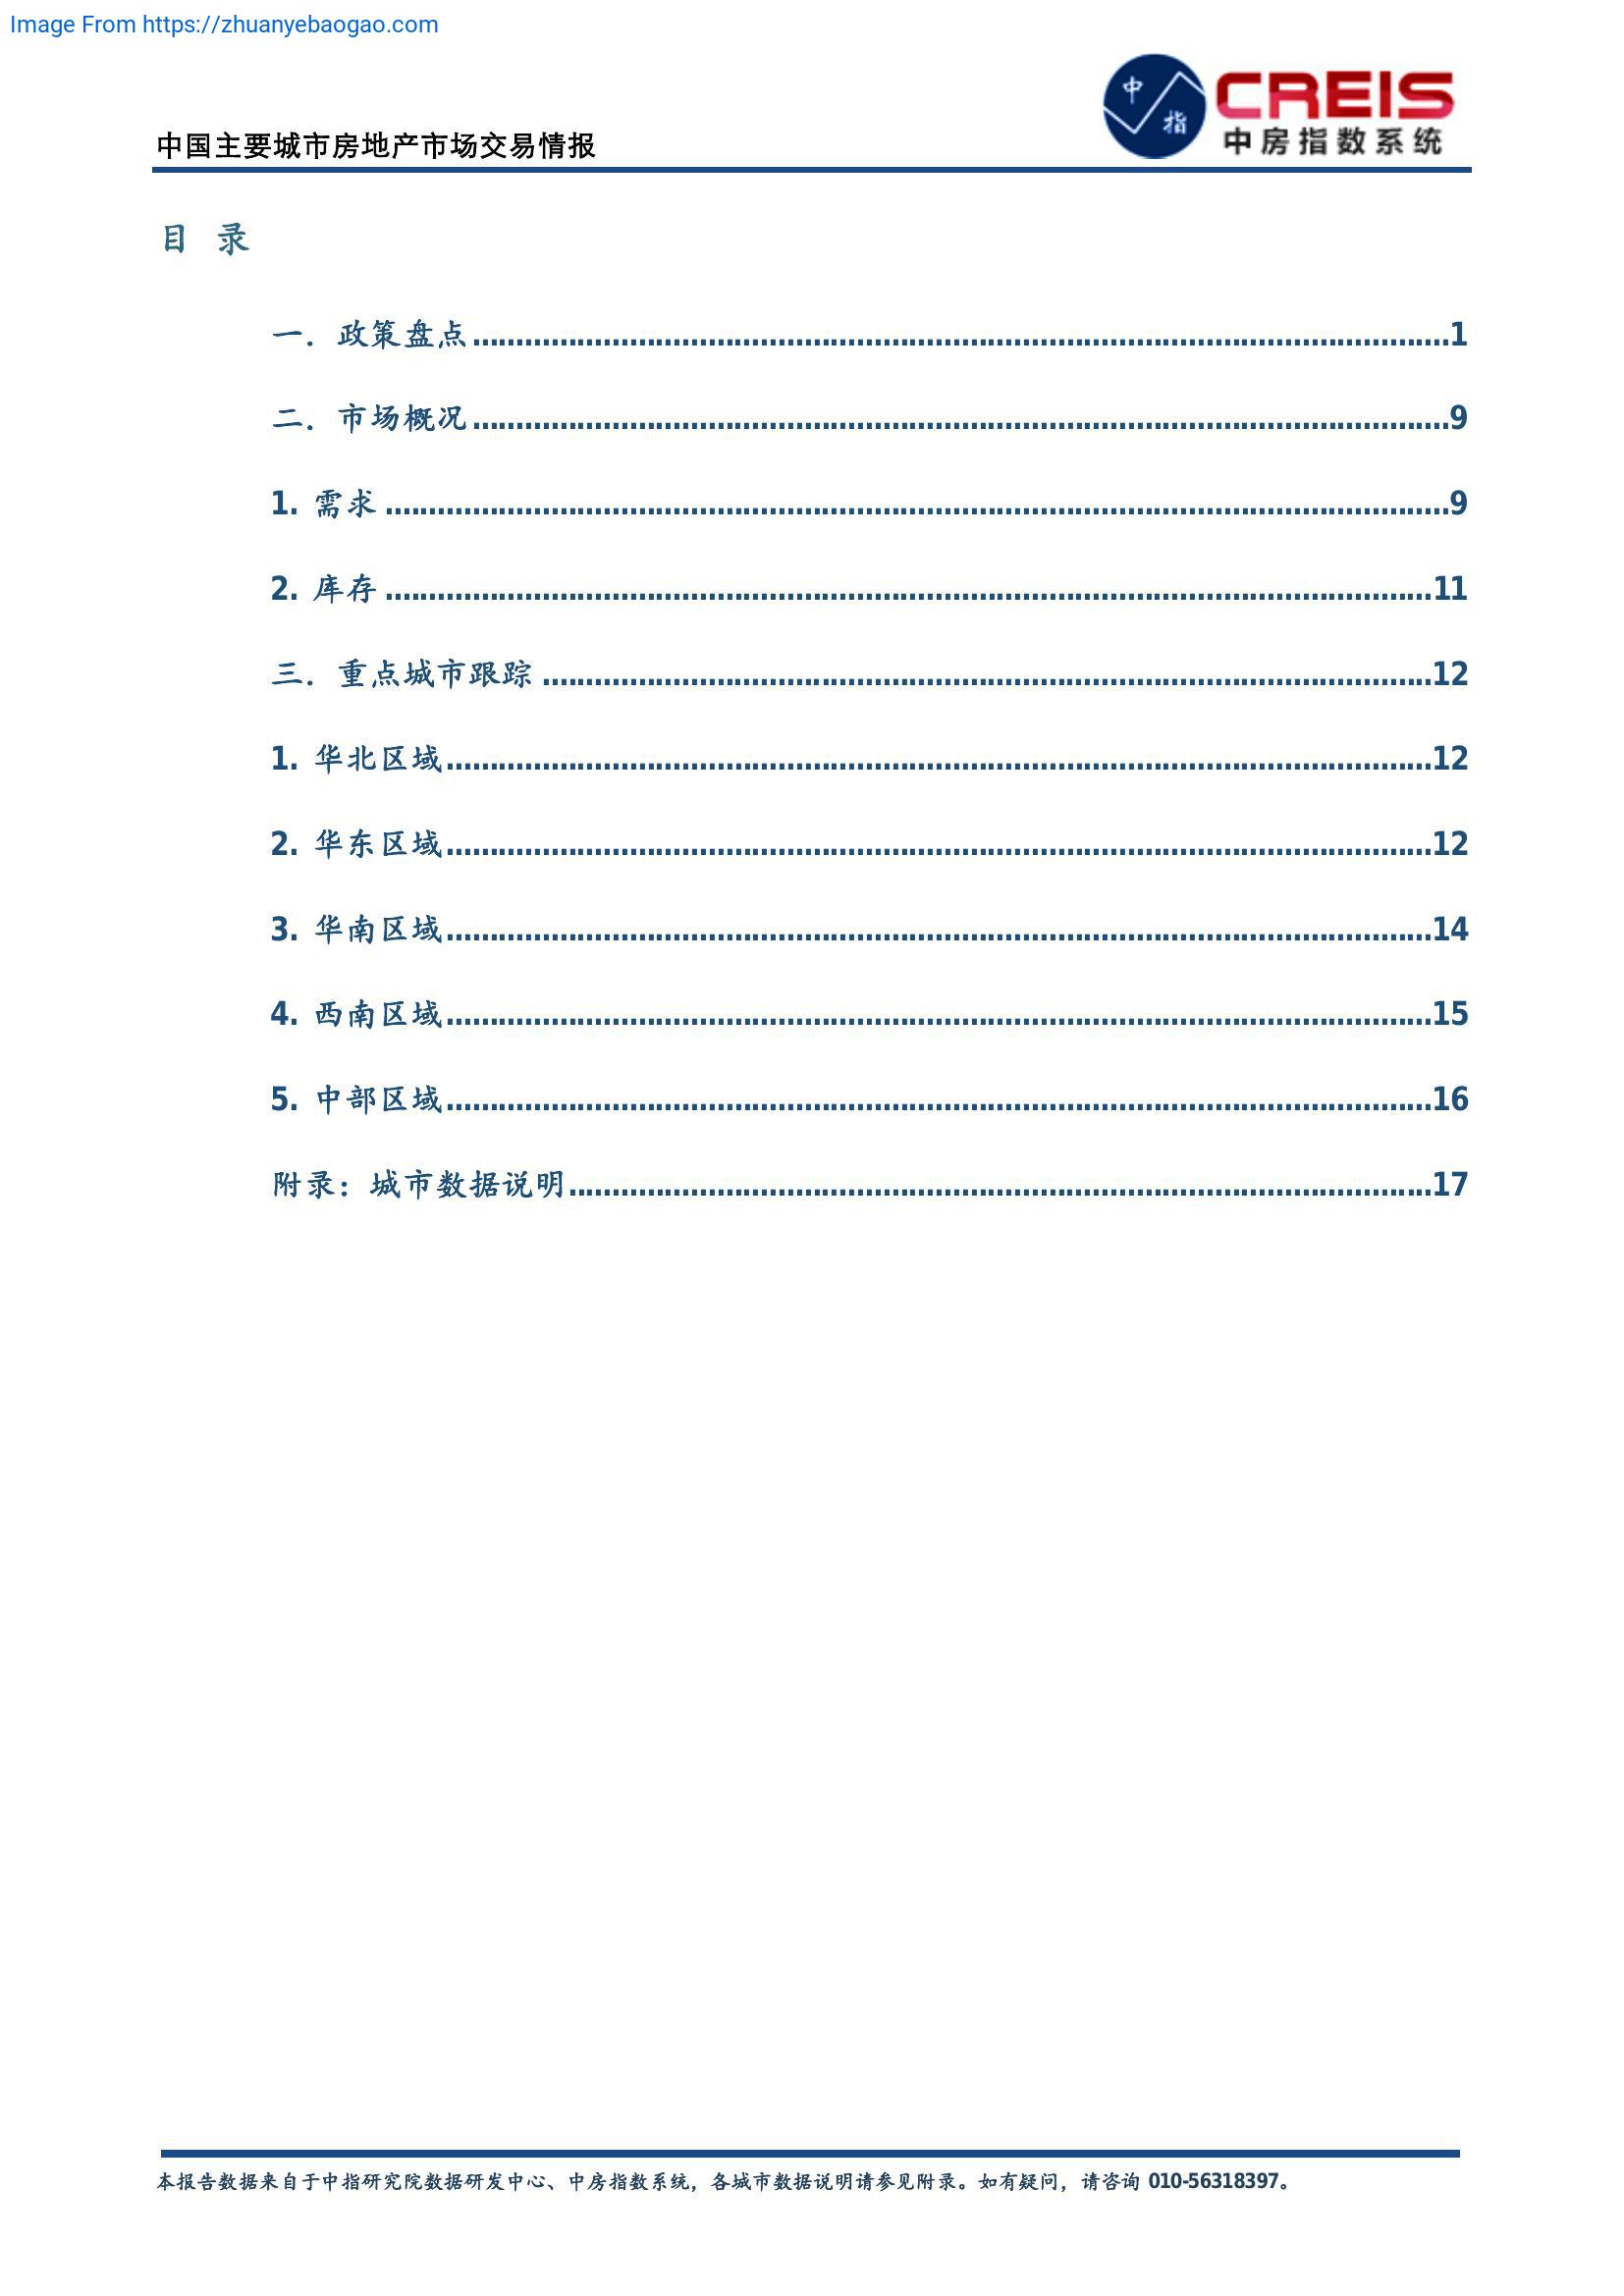 Image From https://zhuanyebaogao.com
中指
CREIS
中房指数系统
中国主要城市房地产市场交易情报
目 录
一. 政策盘点........................................................1
二. 市场概况........................................................9
1. 需求........................................................9
2. 库存........................................................11
三. 重点城市跟踪........................................................12
1. 华北区域........................................................12
2. 华东区域........................................................12
3. 华南区域........................................................14
4. 西南区域........................................................15
5. 中部区域........................................................16
附录：城市数据说明........................................................17
本报告数据来自于中指研究院数据研发中心、中房指数系统，各城市数据说明请参见附录。如有疑问，请咨询 010-56318397。